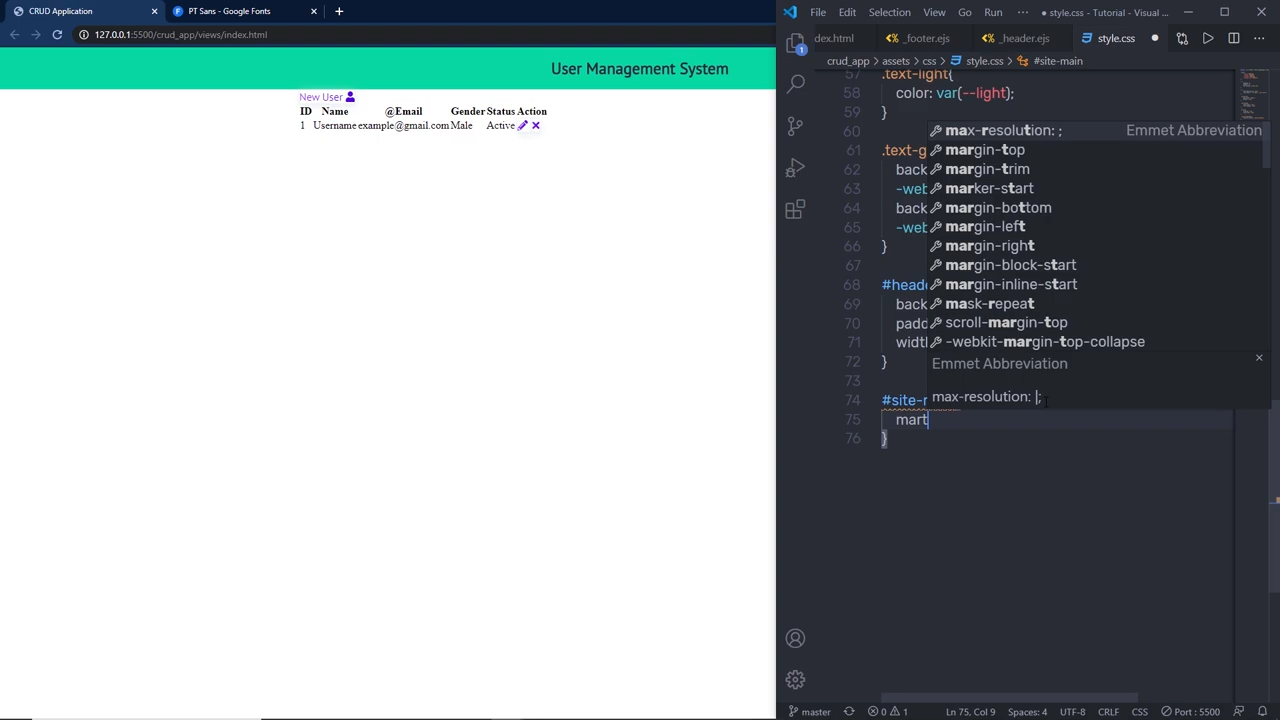 CRUD Application
PT Sans - Google Fonts
127.0.0.1:5500/crud_app/views/index.html
User Management System
New User
ID Name @Email Gender Status Action
1 Username example@gmail.com Male Active
File Edit Selection View Go Run ··· ● style.css - Tutorial - Visual ...
dex.html _footer.ejs _header.ejs style.css
crud_app > assets > css > style.css > #site-main
57 .text-light{
58 color: var(--light);
59 }
60
61 .text-g
62 back
63 -web
64 back
65 -web
66 }
67
68 #heade
69 back
70 padd
71 width
72 }
73
74 #site-r
75 mart
76 }
max-resolution: ; Emmet Abbreviation
margin-top
margin-trim
marker-start
margin-bottom
margin-left
margin-right
margin-block-start
margin-inline-start
mask-repeat
scroll-margin-top
-webkit-margin-top-collapse
Emmet Abbreviation
max-resolution: |;
master 0 1 Ln 75, Col 9 Spaces: 4 UTF-8 CRLF CSS Port : 5500